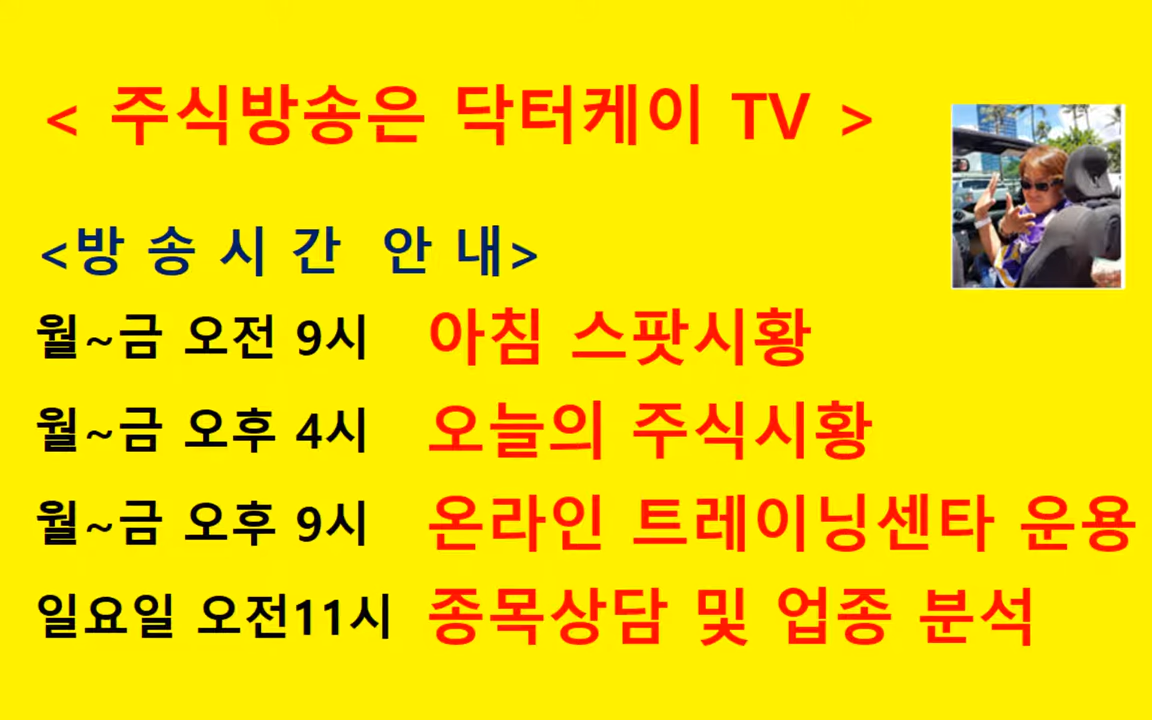 < 주식방송은 닥터케이 TV >
<방 송 시 간 안 내>
월~금 오전 9시 아침 스팟시황
월~금 오후 4시 오늘의 주식시황
월~금 오후 9시 온라인 트레이닝센타 운용
일요일 오전11시 종목상담 및 업종 분석